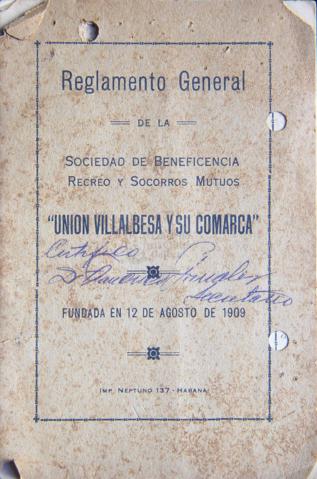 Reglamento General
DE LA
SOCIEDAD DE BENEFICENCIA
RECREO Y SOCORROS MUTUOS
"UNION VILLALBESA Y SU COMARCA"
Secretario
FUNDADA EN 12 DE AGOSTO DE 1909
IMP. NEPTUNO 137 - HABANA